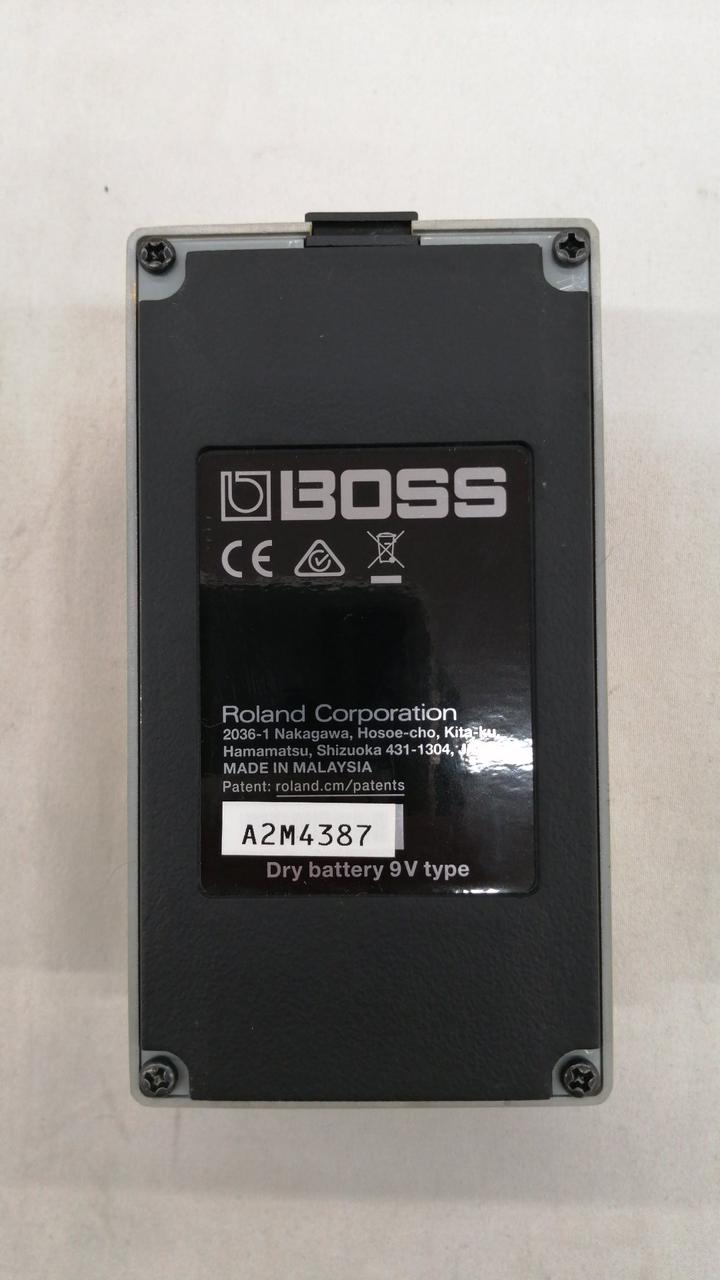 BOSS
CE
Roland Corporation
2036-1 Nakagawa, Hosoe-cho, Kita-ku,
Hamamatsu, Shizuoka 431-1304,
MADE IN MALAYSIA
Patent: roland.cm/patents
A2M4387
Dry battery 9V type